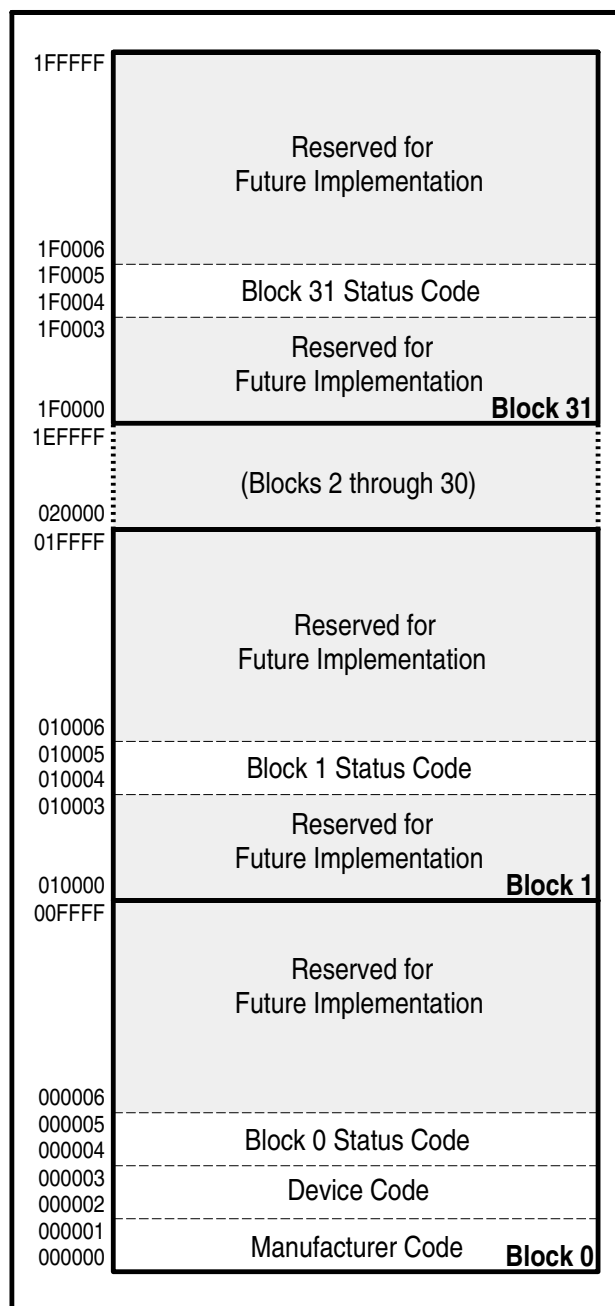 1FFFFF
Reserved for
Future Implementation
1F0006
1F0005
Block 31 Status Code
1F0004
1F0003
Reserved for
Future Implementation
1F0000
Block 31
1EFFFF
(Blocks 2 through 30)
020000
01FFFF
Reserved for
Future Implementation
010006
010005
Block 1 Status Code
010004
010003
Reserved for
Future Implementation
010000
Block 1
00FFFF
Reserved for
Future Implementation
000006
000005
Block 0 Status Code
000004
000003
Device Code
000002
000001
Manufacturer Code
000000
Block 0